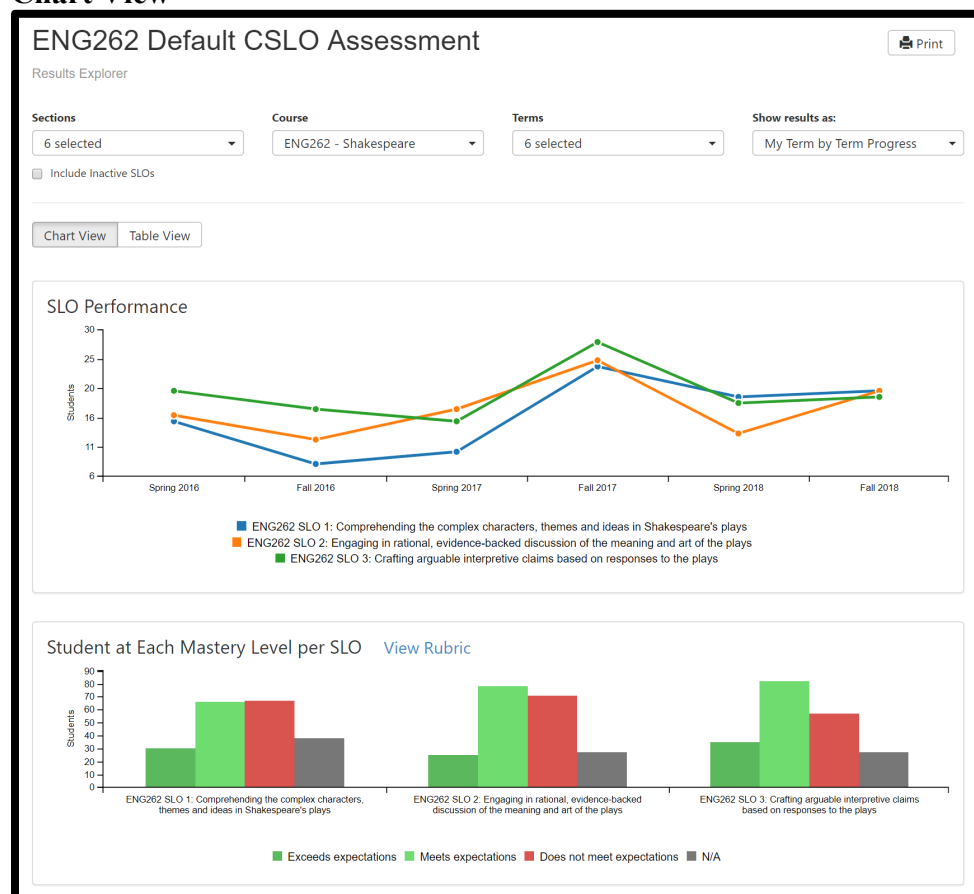 Chart View
ENG262 Default CSLO Assessment
Print
Results Explorer
Sections
Course
Terms
Show results as:
6 selected
ENG262 - Shakespeare
6 selected
My Term by Term Progress
Include Inactive SLOs
Chart View
Table View
SLO Performance
30
25
20
16
11
6
Students
Spring 2016
Fall 2016
Spring 2017
Fall 2017
Spring 2018
Fall 2018
ENG262 SLO 1: Comprehending the complex characters, themes and ideas in Shakespeare's plays
ENG262 SLO 2: Engaging in rational, evidence-backed discussion of the meaning and art of the plays
ENG262 SLO 3: Crafting arguable interpretive claims based on responses to the plays
Student at Each Mastery Level per SLO View Rubric
90
80
70
60
50
40
30
20
10
0
Students
ENG262 SLO 1: Comprehending the complex characters,
themes and ideas in Shakespeare's plays
ENG262 SLO 2: Engaging in rational, evidence-backed
discussion of the meaning and art of the plays
ENG262 SLO 3: Crafting arguable interpretive claims
based on responses to the plays
Exceeds expectations
Meets expectations
Does not meet expectations
N/A